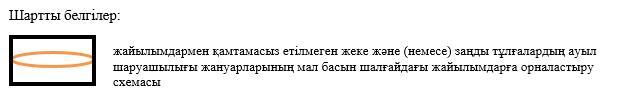 Шартты белгілер:
жайылымдармен қамтамасыз етілмеген жеке және (немесе) заңды тұлғалардың ауыл
шаруашылығы жануарларының мал басын шалғайдағы жайылымдарға орналастыру
схемасы